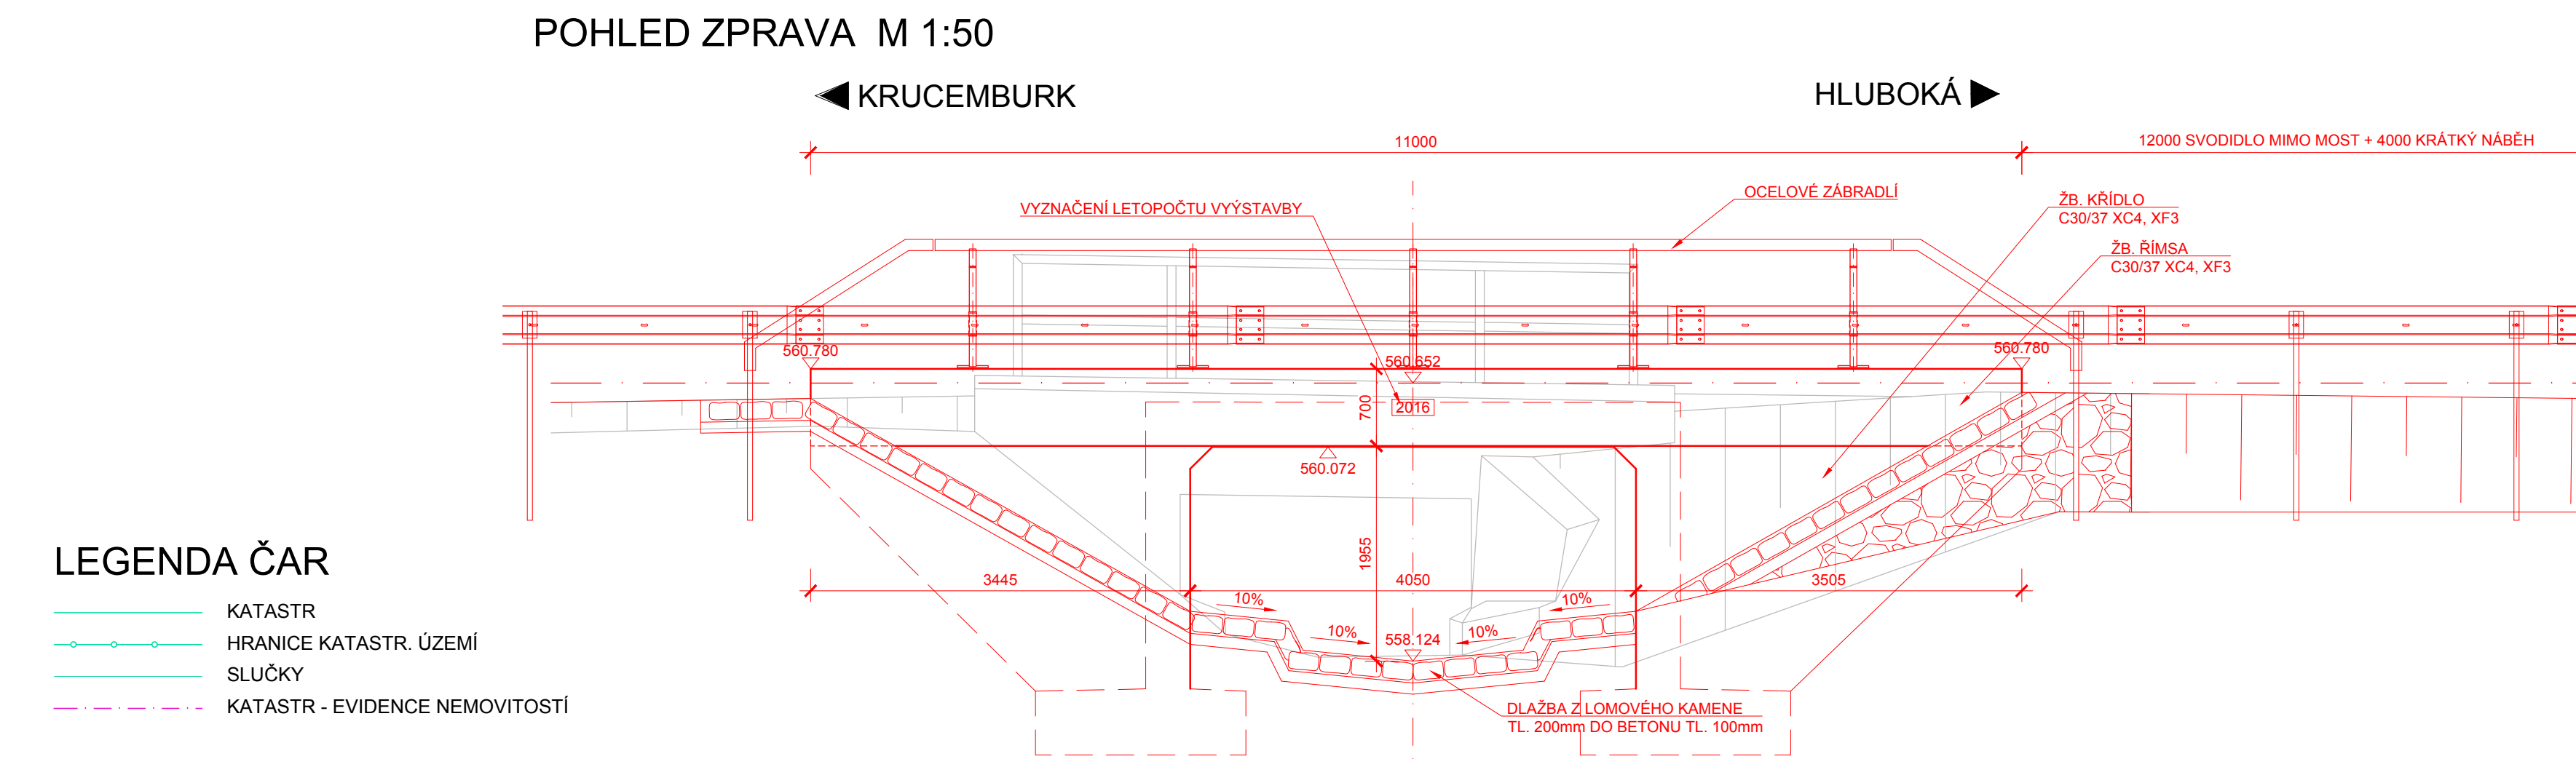 POHLED ZPRAVA M 1:50
KRUCEMBURK
HLUBOKÁ
11000
12000 SVODIDLO MIMO MOST + 4000 KRÁTKÝ NÁBĚH
VYZNAČENÍ LETOPOČTU VYÝSTAVBY
OCELOVÉ ZÁBRADLÍ
ŽB. KŘÍDLO
C30/37 XC4, XF3
ŽB. ŘÍMSA
C30/37 XC4, XF3
560.780
560.652
560.780
700
2016
560.072
1955
3445
4050
3505
10%
10%
10%
10%
558.124
DLAŽBA Z LOMOVÉHO KAMENE
TL. 200mm DO BETONU TL. 100mm
LEGENDA ČAR
KATASTR
HRANICE KATASTR. ÚZEMÍ
SLUČKY
KATASTR - EVIDENCE NEMOVITOSTÍ